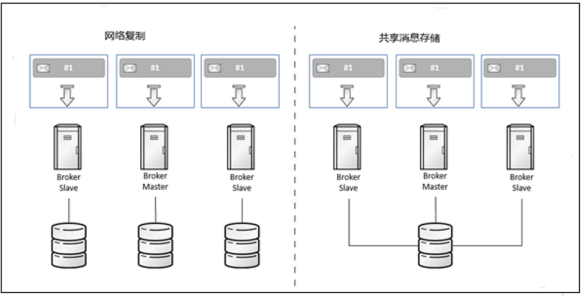 网络复制
共享消息存储
#1
#1
#1
#1
#1
#1
Broker
Slave
Broker
Master
Broker
Slave
Broker
Slave
Broker
Master
Broker
Slave